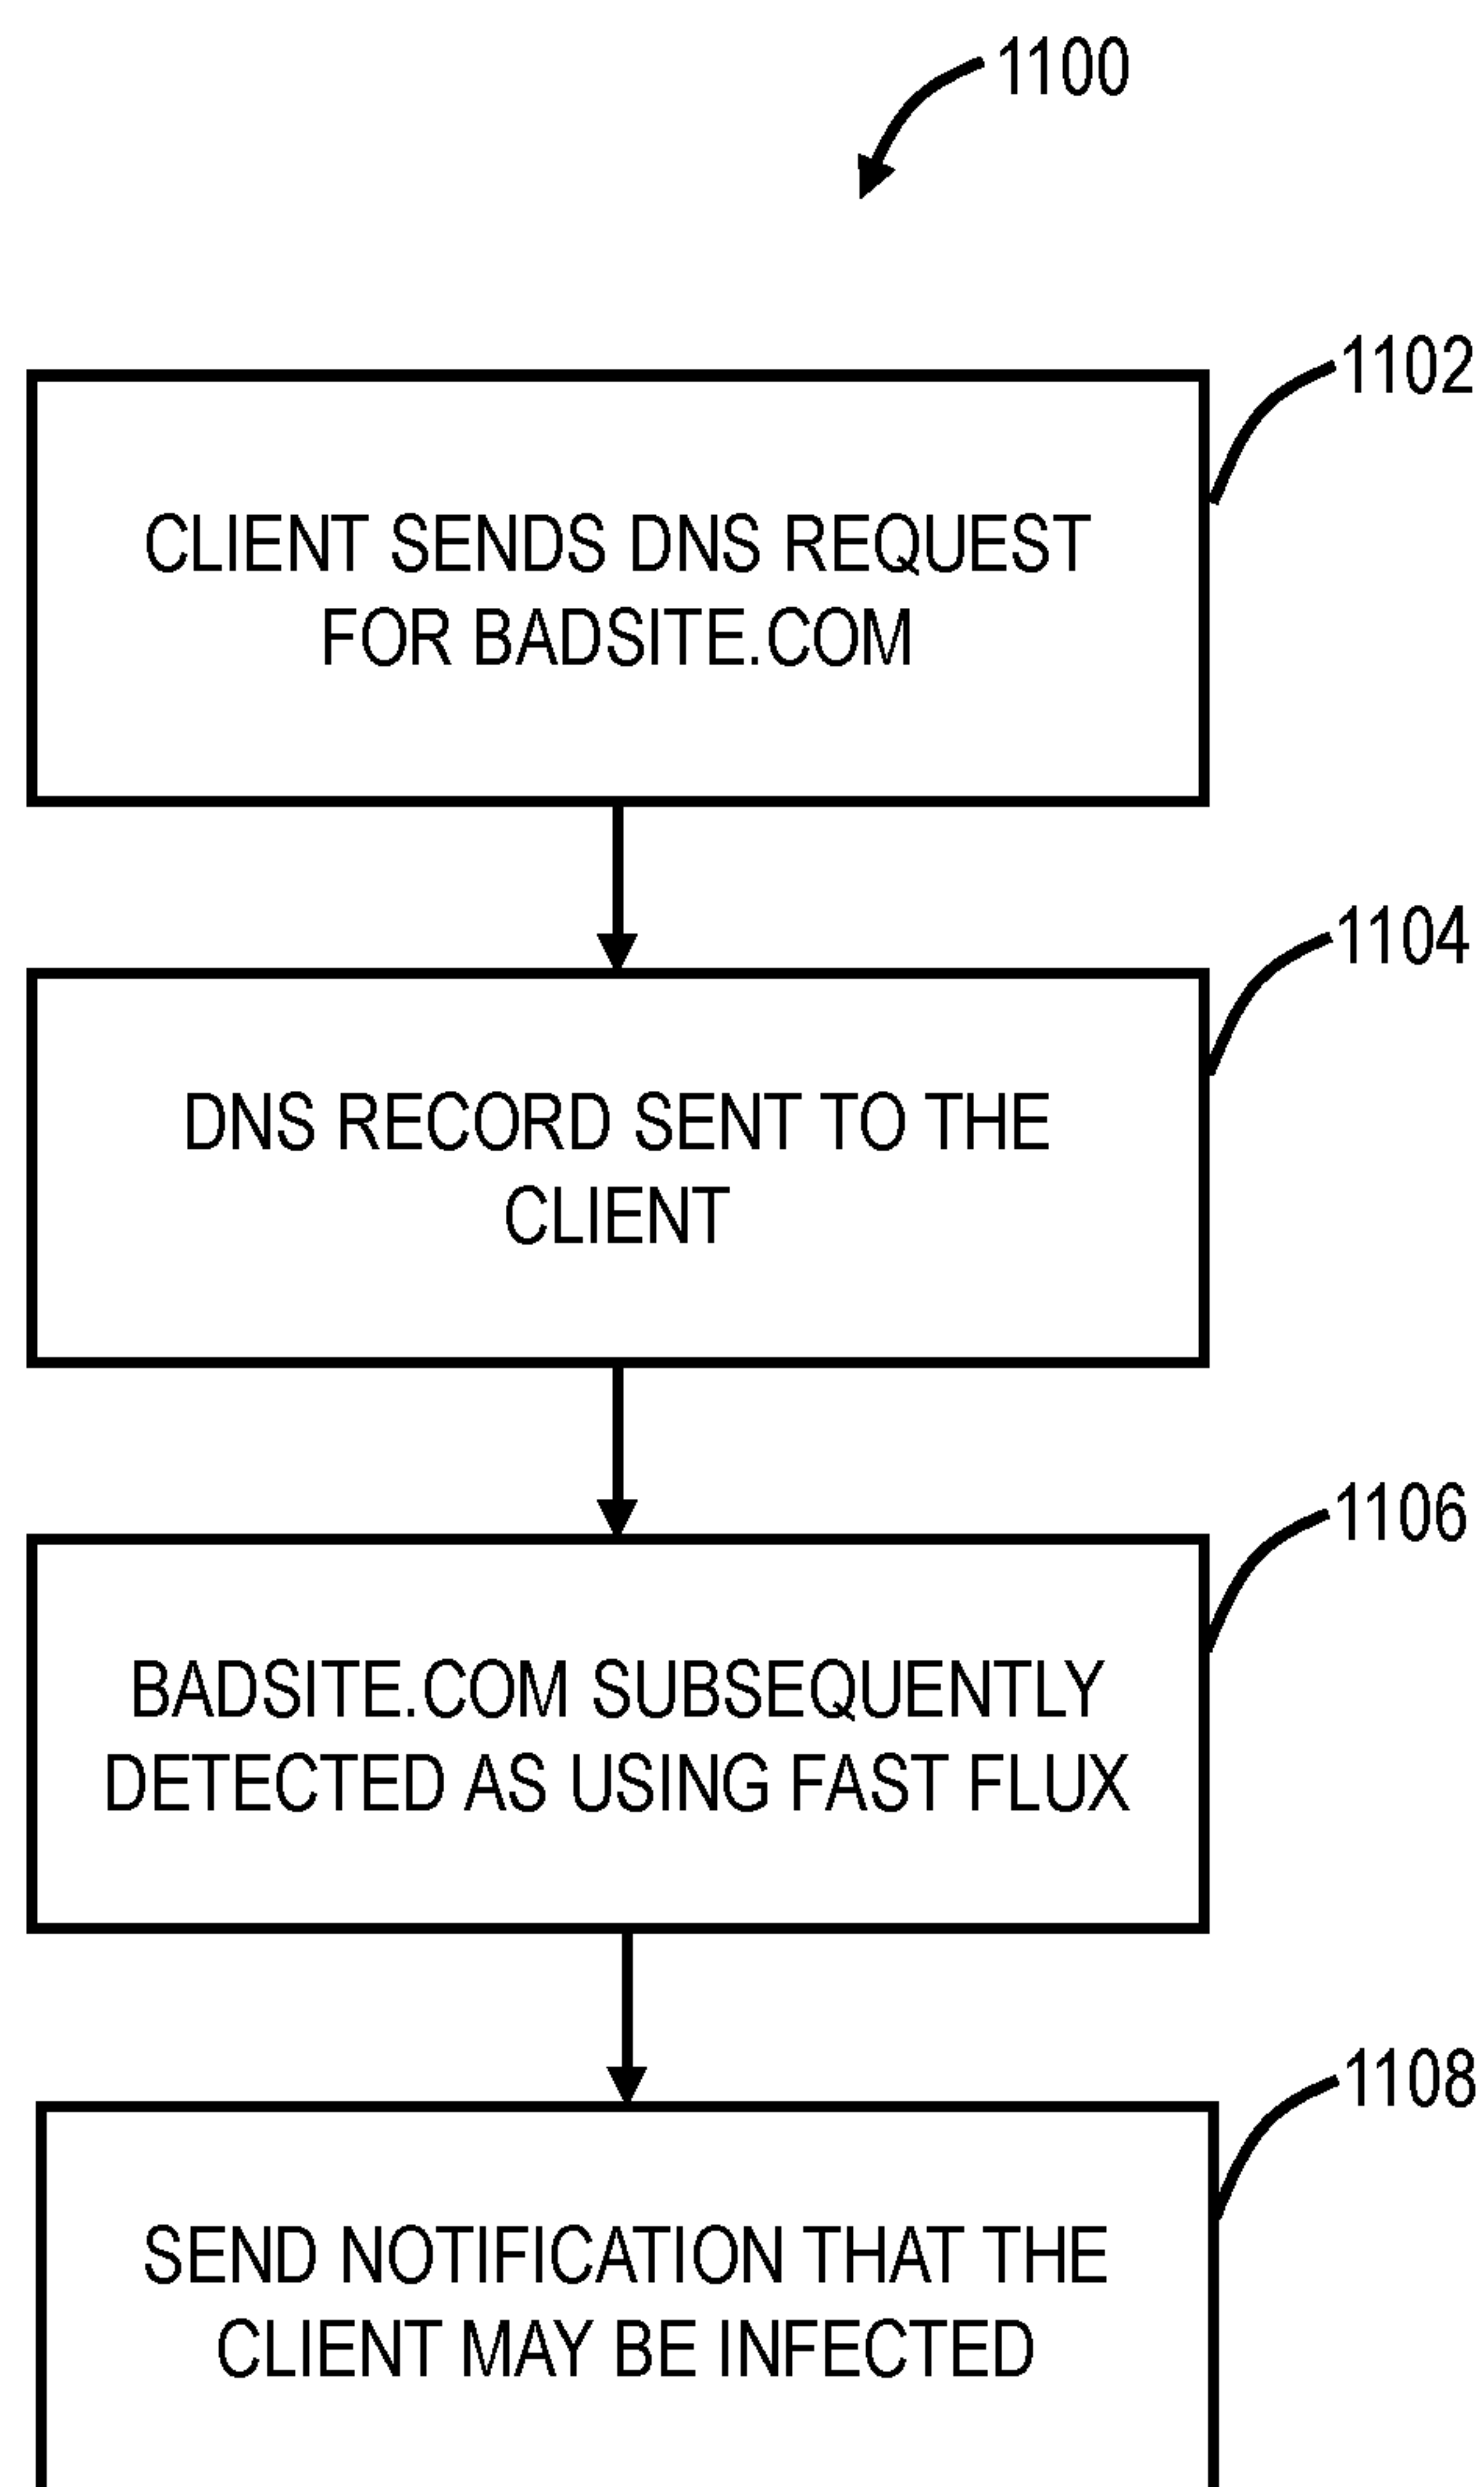 1100
1102
CLIENT SENDS DNS REQUEST
FOR BADSITE.COM
1104
DNS RECORD SENT TO THE
CLIENT
1106
BADSITE.COM SUBSEQUENTLY
DETECTED AS USING FAST FLUX
1108
SEND NOTIFICATION THAT THE
CLIENT MAY BE INFECTED